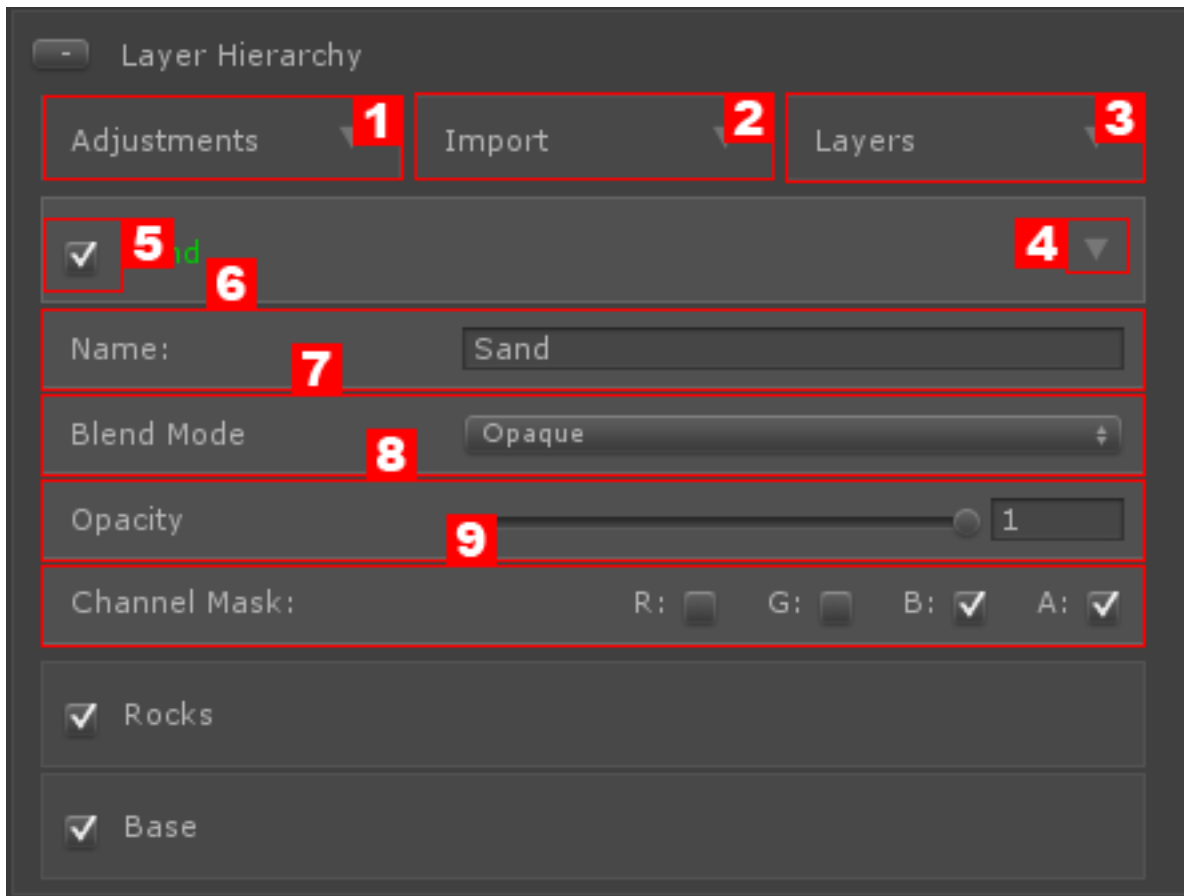 - Layer Hierarchy
Adjustments 1 Import 2 Layers 3
5 nd 4
6
Name: Sand
7
Blend Mode Opaque
8
Opacity 1
9
Channel Mask: R: G: B: A:
Rocks
Base